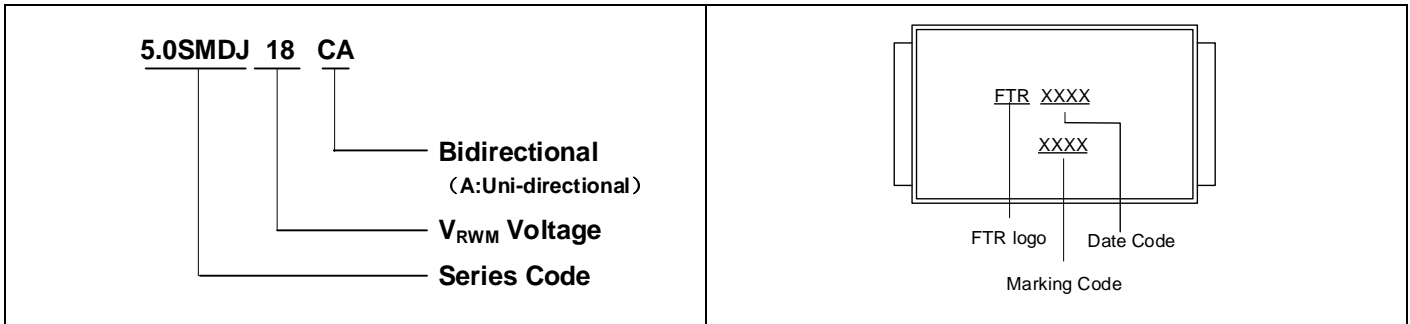 5.0SMDJ 18 CA
Bidirectional
（A:Uni-directional）
VRWM Voltage
Series Code
FTR XXXX
XXXX
FTR logo
Date Code
Marking Code